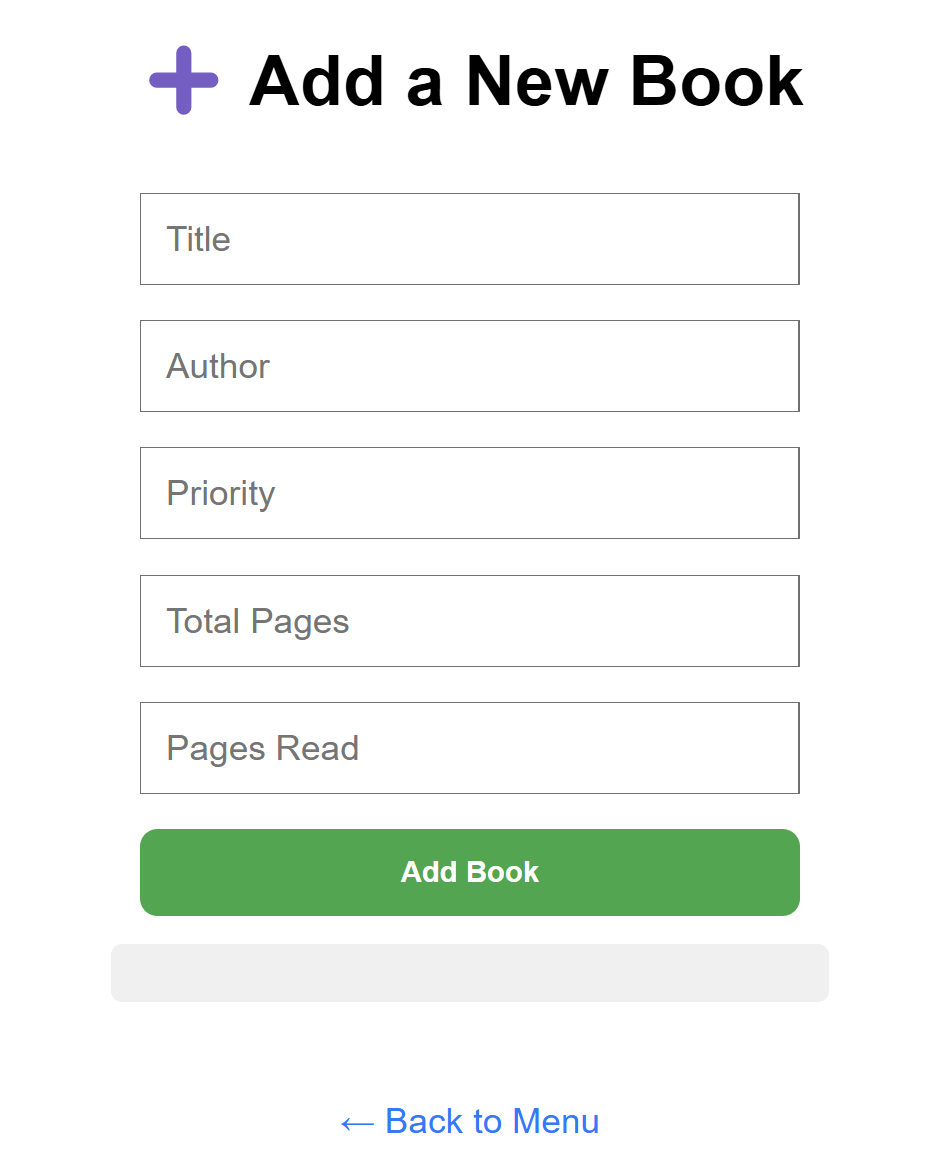 ➕ Add a New Book
Title
Author
Priority
Total Pages
Pages Read
Add Book
← Back to Menu